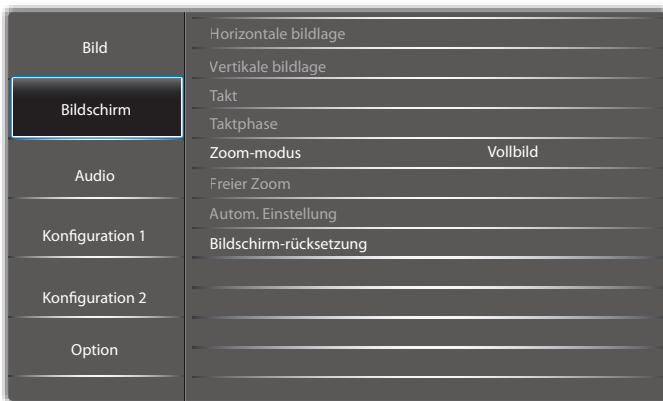 Bild
Bildschirm
Audio
Konfiguration 1
Konfiguration 2
Option
Horizontale bildlage
Vertikale bildlage
Takt
Taktphase
Zoom-modus Vollbild
Freier Zoom
Autom. Einstellung
Bildschirm-rücksetzung